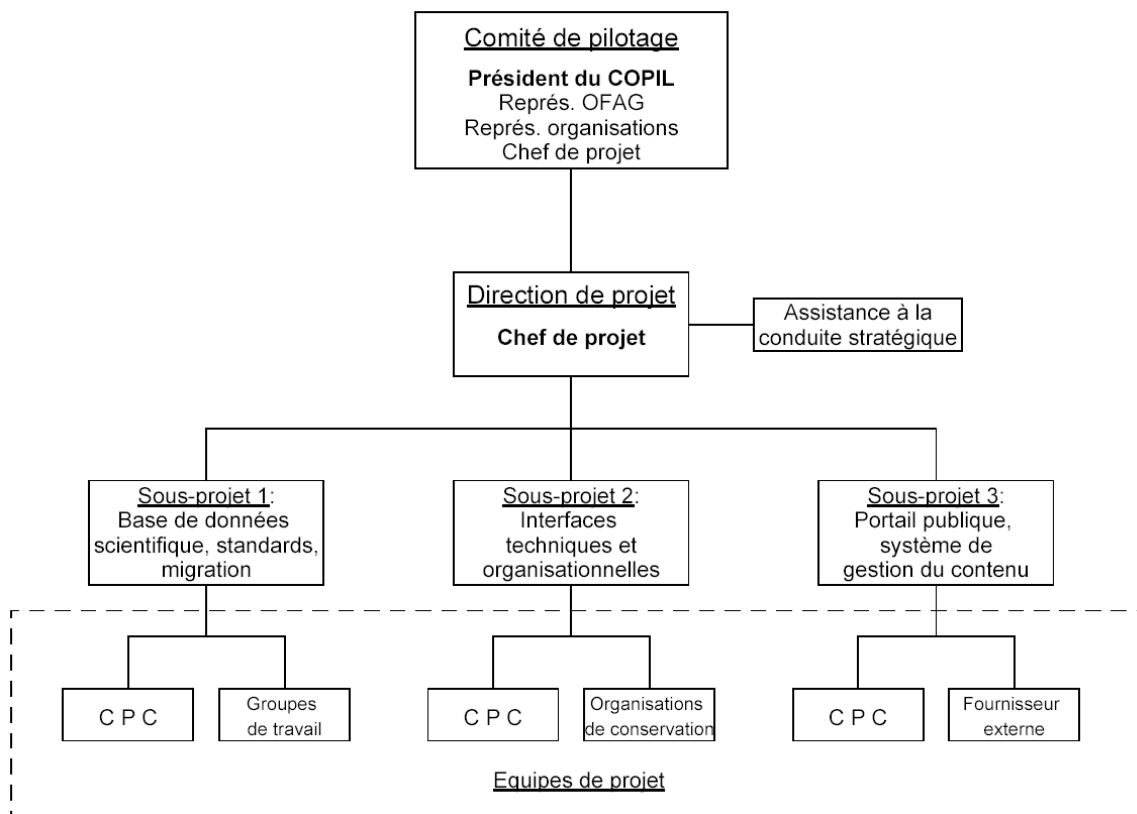 Comité de pilotage
Président du COPIL
Représ. OFAG
Représ. organisations
Chef de projet
Direction de projet
Chef de projet
Assistance à la
conduite stratégique
Sous-projet 1:
Base de données
scientifique, standards,
migration
Sous-projet 2:
Interfaces
techniques et
organisationnelles
Sous-projet 3:
Portail publique,
système de
gestion du contenu
C P C
Groupes
de travail
C P C
Organisations
de conservation
C P C
Fournisseur
externe
Equipes de projet